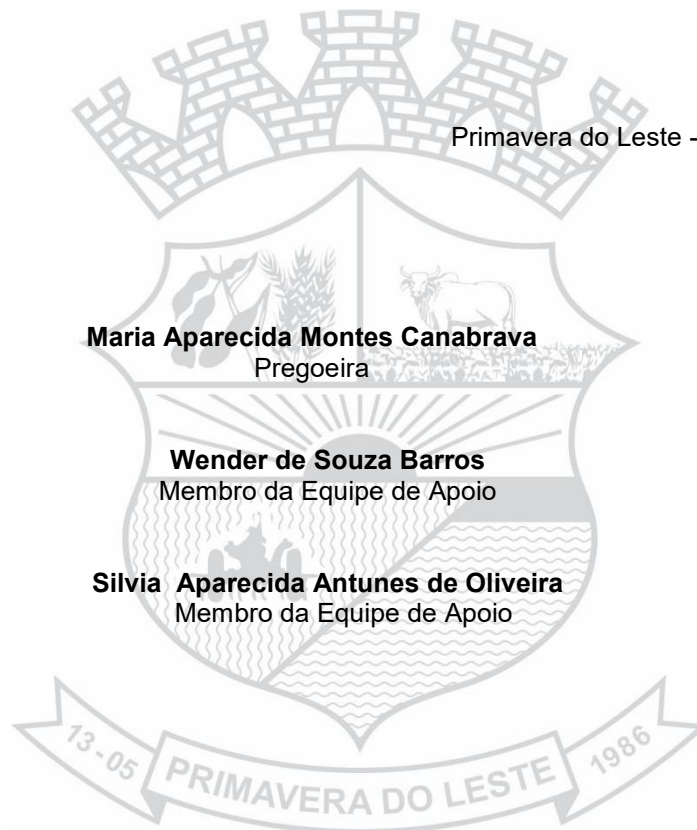 Primavera do Leste -
Maria Aparecida Montes Canabrava
Pregoeira
Wender de Souza Barros
Membro da Equipe de Apoio
Silvia Aparecida Antunes de Oliveira
Membro da Equipe de Apoio
13-05 PRIMAVERA DO LESTE 1986